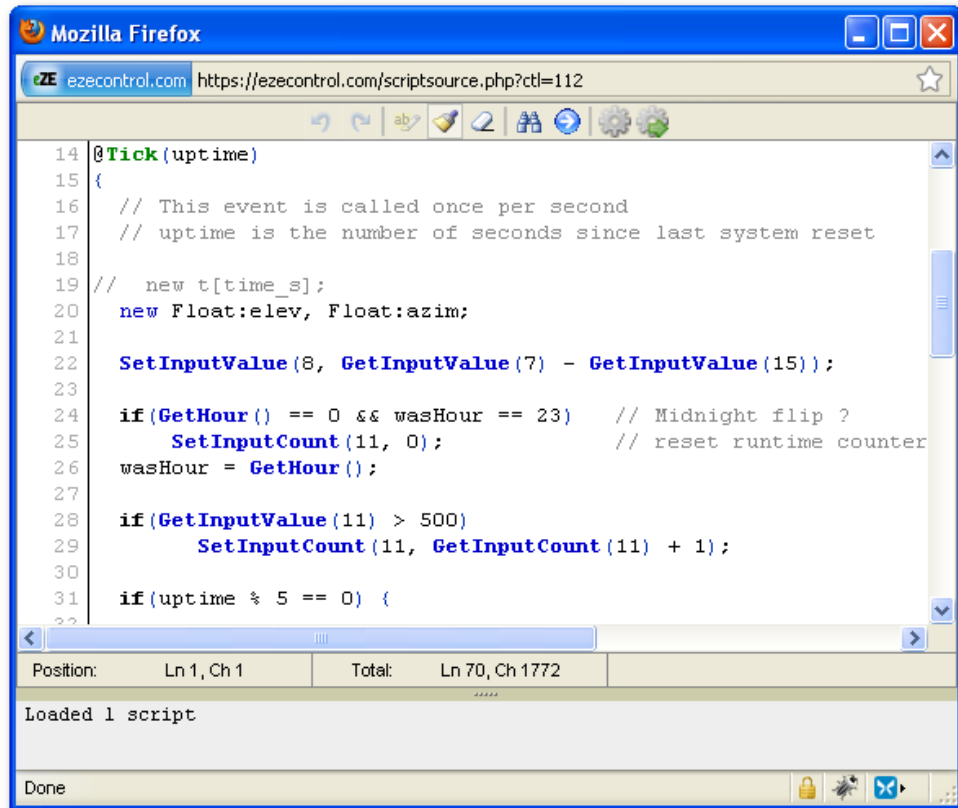 Mozilla Firefox
eZE ezecontrol.com https://ezecontrol.com/scriptsource.php?ctl=112
ab
14 @Tick(uptime)
15 {
16   // This event is called once per second
17   // uptime is the number of seconds since last system reset
18
19 //  new t[time_s];
20   new Float:elev, Float:azim;
21
22   SetInputValue(8, GetInputValue(7) - GetInputValue(15));
23
24   if(GetHour() == 0 && wasHour == 23)   // Midnight flip ?
25       SetInputCount(11, 0);             // reset runtime counter
26   wasHour = GetHour();
27
28   if(GetInputValue(11) > 500)
29         SetInputCount(11, GetInputCount(11) + 1);
30
31   if(uptime % 5 == 0) {
Position: Ln 1, Ch 1 Total: Ln 70, Ch 1772
Loaded 1 script
Done